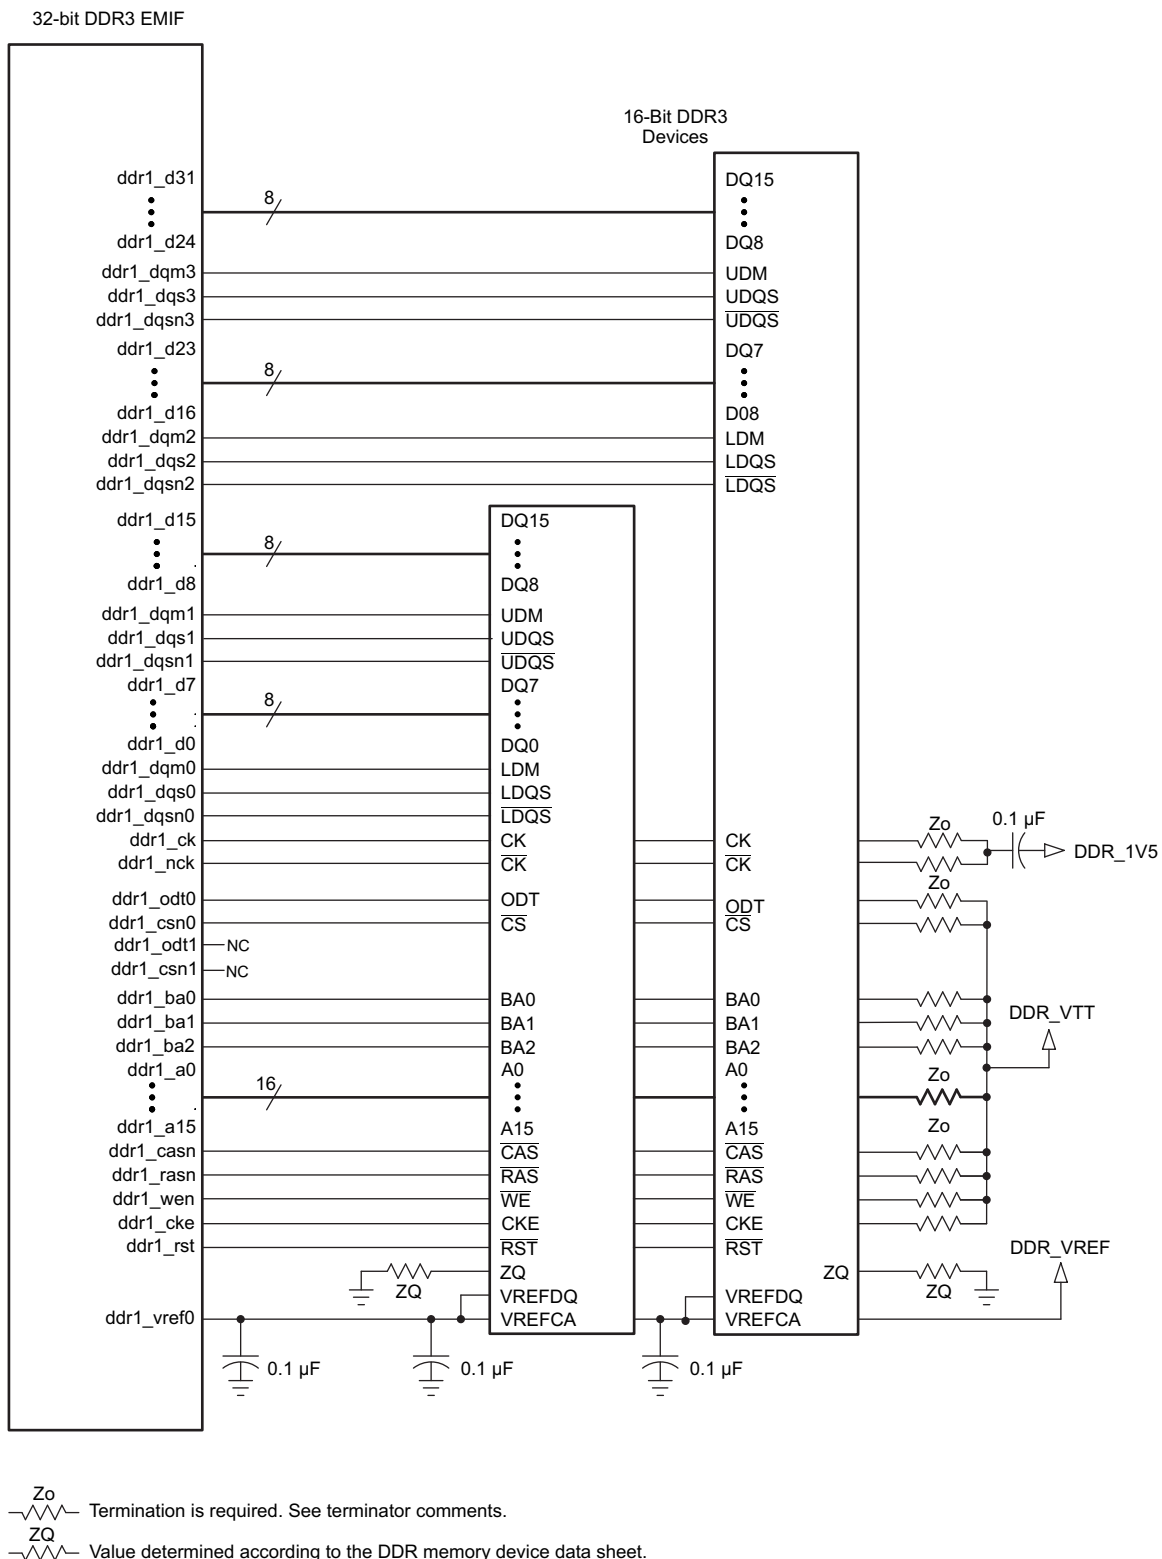 32-bit DDR3 EMIF
16-Bit DDR3
Devices
ddr1_d31
8
DQ15
ddr1_d24
DQ8
ddr1_dqm3
UDM
ddr1_dqs3
UDQS
ddr1_dqsn3
UDQS
ddr1_d23
8
DQ7
ddr1_d16
D08
ddr1_dqm2
LDM
ddr1_dqs2
LDQS
ddr1_dqsn2
LDQS
ddr1_d15
8
DQ15
ddr1_d8
DQ8
ddr1_dqm1
UDM
ddr1_dqs1
UDQS
ddr1_dqsn1
UDQS
ddr1_d7
8
DQ7
ddr1_d0
DQ0
ddr1_dqm0
LDM
ddr1_dqs0
LDQS
ddr1_dqsn0
LDQS
ddr1_ck
CK
CK
Zo
0.1 µF
DDR_1V5
ddr1_nck
CK
CK
Zo
ddr1_odt0
ODT
ODT
ddr1_csn0
CS
CS
ddr1_odt1
NC
ddr1_csn1
NC
ddr1_ba0
BA0
BA0
DDR_VTT
ddr1_ba1
BA1
BA1
ddr1_ba2
BA2
BA2
ddr1_a0
16
A0
A0
Zo
ddr1_a15
A15
A15
Zo
ddr1_casn
CAS
CAS
ddr1_rasn
RAS
RAS
ddr1_wen
WE
WE
ddr1_cke
CKE
CKE
ddr1_rst
RST
RST
DDR_VREF
ZQ
ZQ
ZQ
ZQ
VREFDQ
VREFDQ
ddr1_vref0
VREFCA
VREFCA
0.1 µF
0.1 µF
0.1 µF
Zo
Termination is required. See terminator comments.
ZQ
Value determined according to the DDR memory device data sheet.